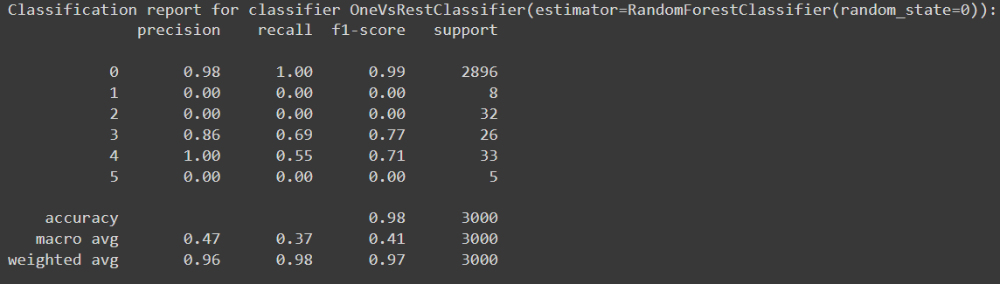 Classification report for classifier OneVsRestClassifier(estimator=RandomForestClassifier(random_state=0)):
precision recall f1-score support
0 0.98 1.00 0.99 2896
1 0.00 0.00 0.00 8
2 0.00 0.00 0.00 32
3 0.86 0.69 0.77 26
4 1.00 0.55 0.71 33
5 0.00 0.00 0.00 5
accuracy 0.98 3000
macro avg 0.47 0.37 0.41 3000
weighted avg 0.96 0.98 0.97 3000